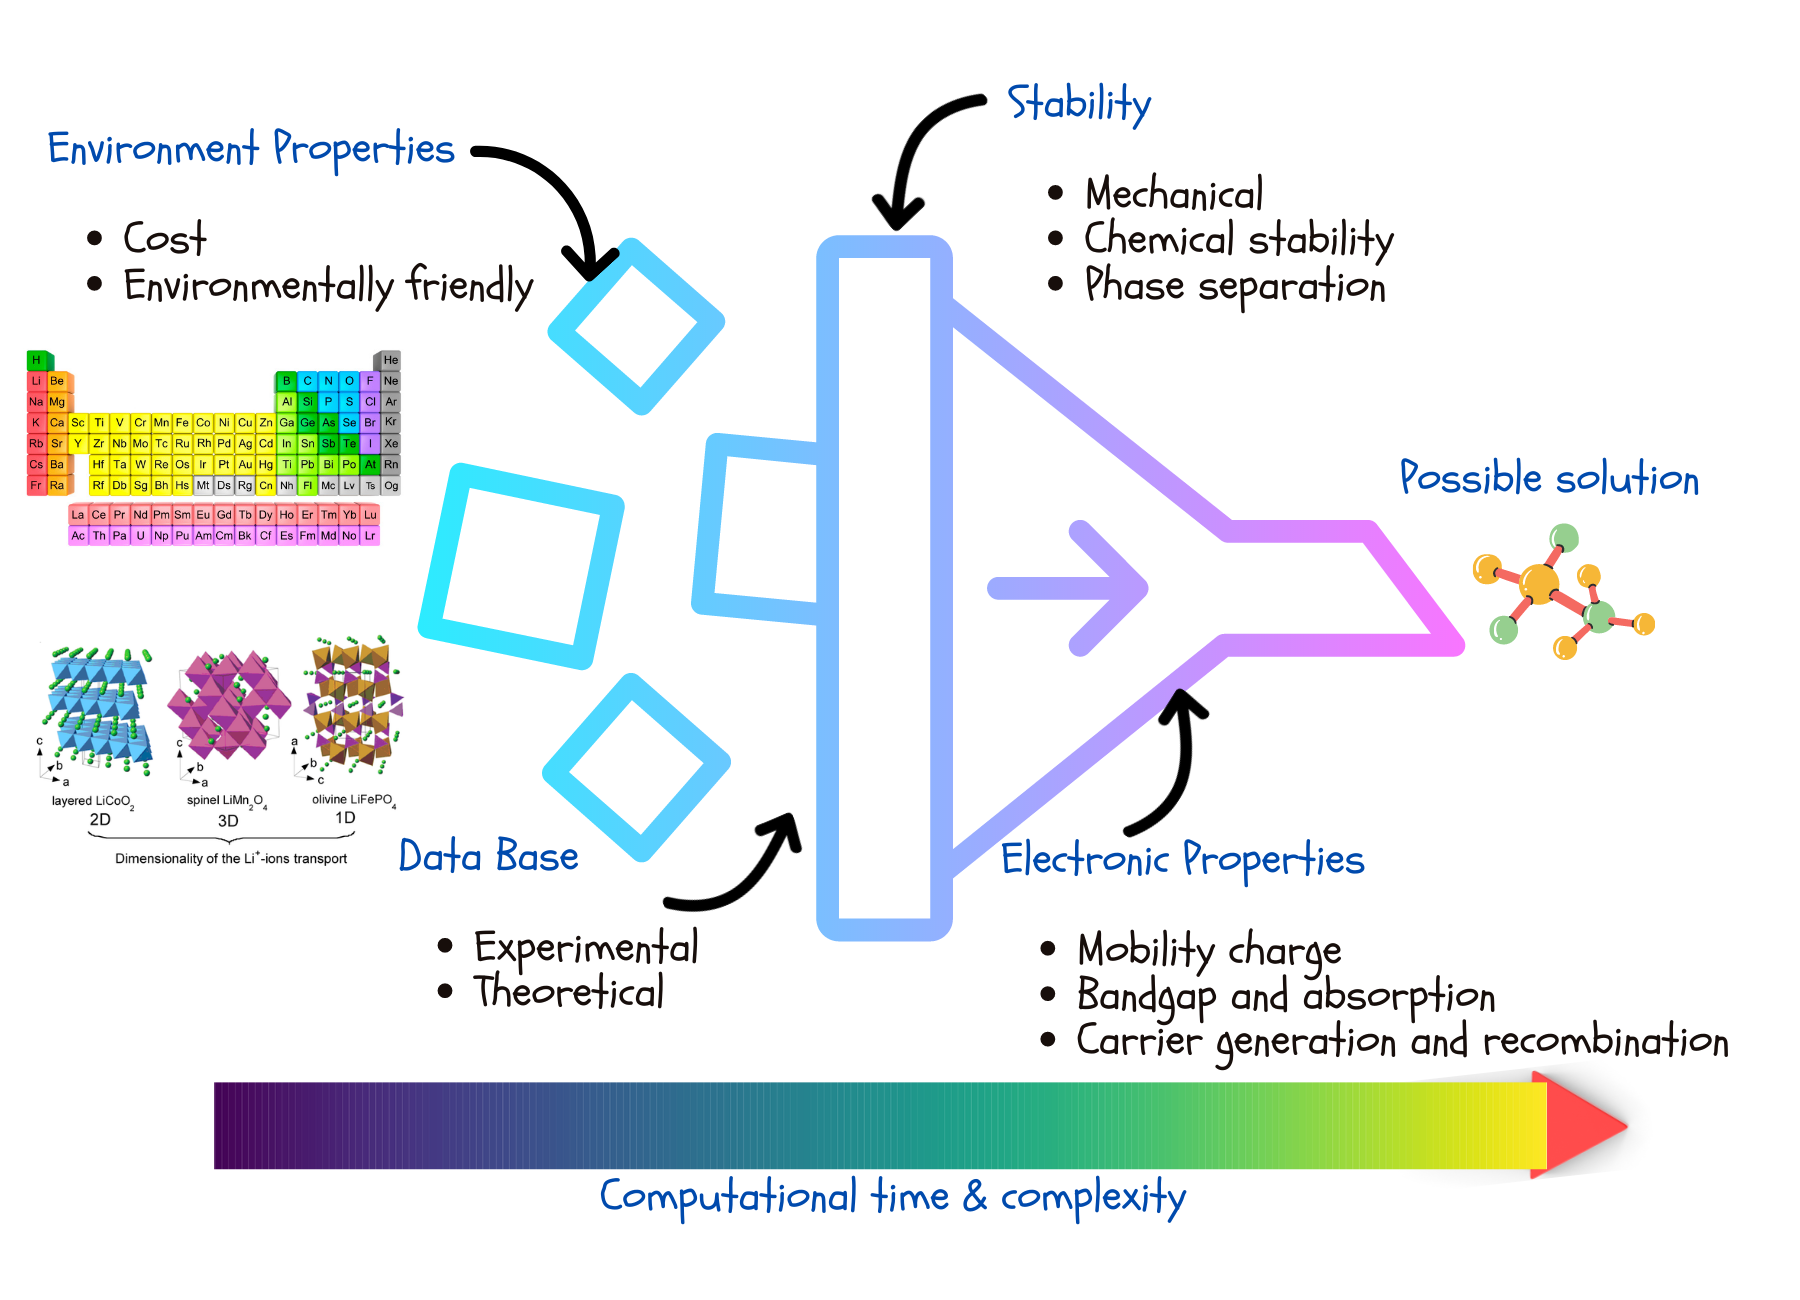 Stability
Environment Properties
Mechanical
Chemical stability
Phase separation
Cost
Environmentally friendly
H He
Li Be B C N O F Ne
Na Mg Al Si P S Cl Ar
K Ca Sc Ti V Cr Mn Fe Co Ni Cu Zn Ga Ge As Se Br Kr
Rb Sr Y Zr Nb Mo Tc Ru Rh Pd Ag Cd In Sn Sb Te I Xe
Cs Ba Hf Ta W Re Os Ir Pt Au Hg Ti Pb Bi Po At Rn
Fr Ra Rf Db Sg Bh Hs Mt Ds Rg Cn Nh Fl Mc Lv Ts Og
La Ce Pr Nd Pm Sm Eu Gd Tb Dy Ho Er Tm Yb Lu
Ac Th Pa U Np Pu Am Cm Bk Cf Es Fm Md No Lr
Possible solution
c b a
c b a
a b c
layered LiCoO₂
spinel LiMn₂O₄
olivine LiFePO₄
2D
3D
1D
Dimensionality of the Li⁺-ions transport
Data Base
Experimental
Theoretical
Electronic Properties
Mobility charge
Bandgap and absorption
Carrier generation and recombination
Computational time & complexity